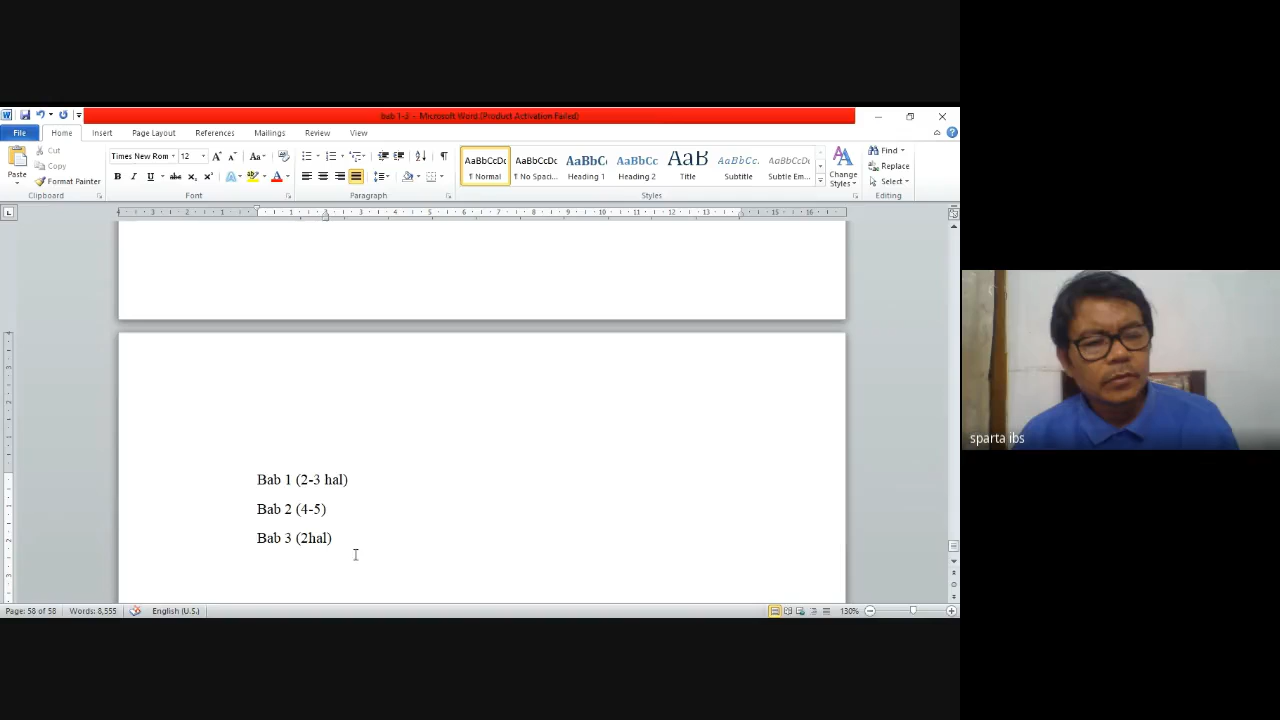 bab 1-3 - Microsoft Word (Product Activation Failed)
File Home Insert Page Layout References Mailings Review View
Paste
Cut
Copy
Format Painter
Clipboard
Times New Rom 12
Font
Paragraph
AaBbCcDc AaBbCcDc AaBbC AaBbCc AaB AaBbCc. AaBbCcDc
¶ Normal ¶ No Spaci... Heading 1 Heading 2 Title Subtitle Subtle Em...
Change Styles
Styles
Find
Replace
Select
Editing
Bab 1 (2-3 hal)
Bab 2 (4-5)
Bab 3 (2hal)
Page: 58 of 58 Words: 8,555 English (U.S.) 130%
sparta ibs